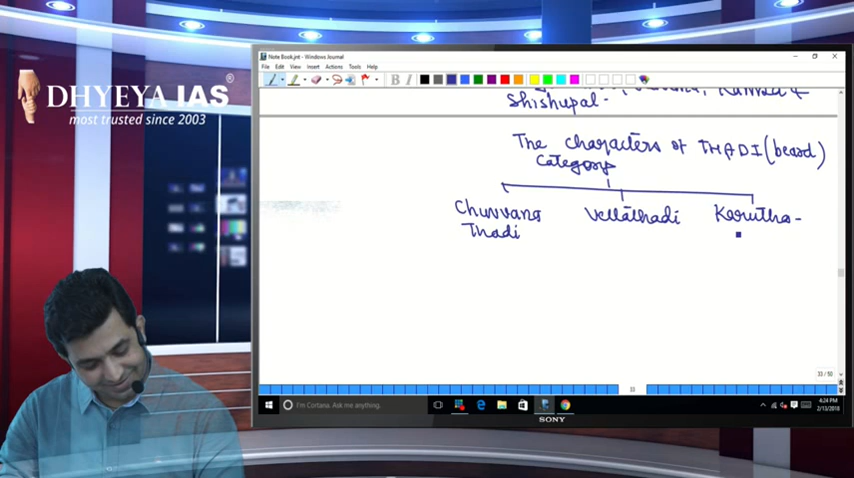 DHYEYA IAS®
most trusted since 2003
Note Book.jnt - Windows Journal
File Edit View Insert Actions Tools Help
B I
Shishupal-
The characters of THADI (beard)
Category
Chuvvana Vellathadi Karutha-
Thadi
33 / 50
I'm Cortana. Ask me anything.
4:24 PM
2/13/2018
SONY